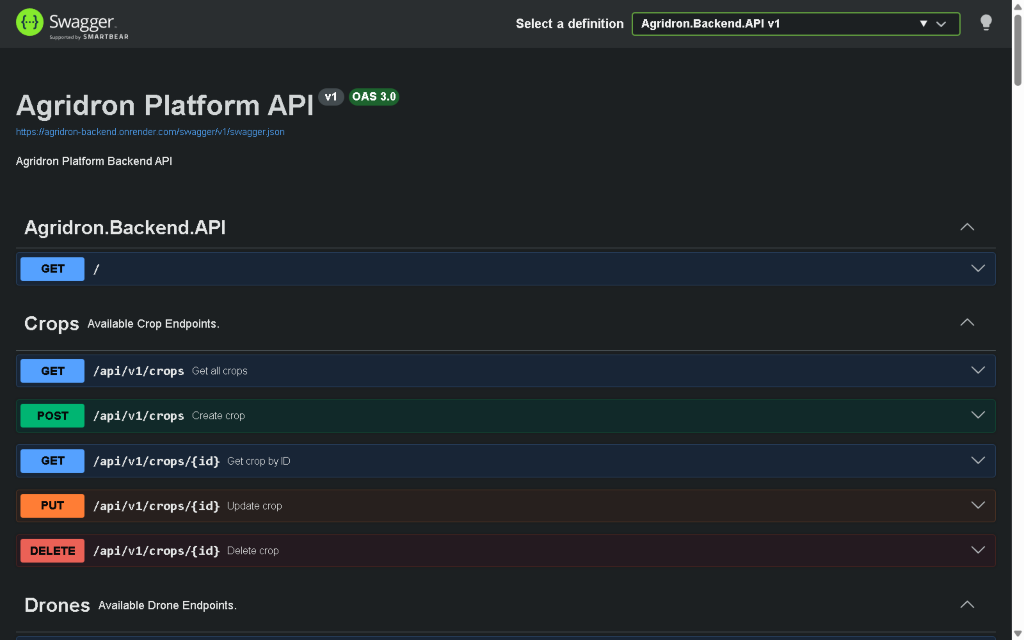 Swagger.
Supported by SMARTBEAR
Select a definition
Agridron.Backend.API v1
Agridron Platform API v1 OAS 3.0
https://agridron-backend.onrender.com/swagger/v1/swagger.json
Agridron Platform Backend API
Agridron.Backend.API
GET /
Crops Available Crop Endpoints.
GET /api/v1/crops Get all crops
POST /api/v1/crops Create crop
GET /api/v1/crops/{id} Get crop by ID
PUT /api/v1/crops/{id} Update crop
DELETE /api/v1/crops/{id} Delete crop
Drones Available Drone Endpoints.